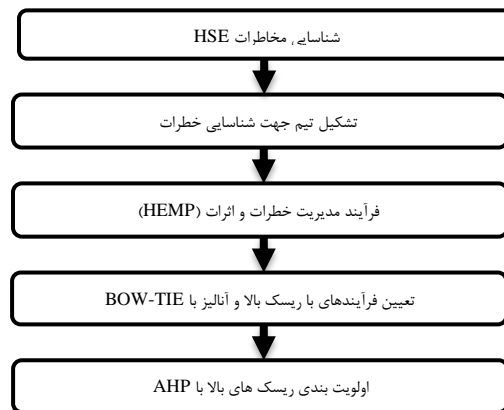 شناسایی مخاطرات HSE
تشکیل تیم جهت شناسایی خطرات
فرآیند مدیریت خطرات و اثرات (HEMP)
تعیین فرآیندهای با ریسک بالا و آنالیز با BOW-TIE
اولویت بندی ریسک های بالا با AHP